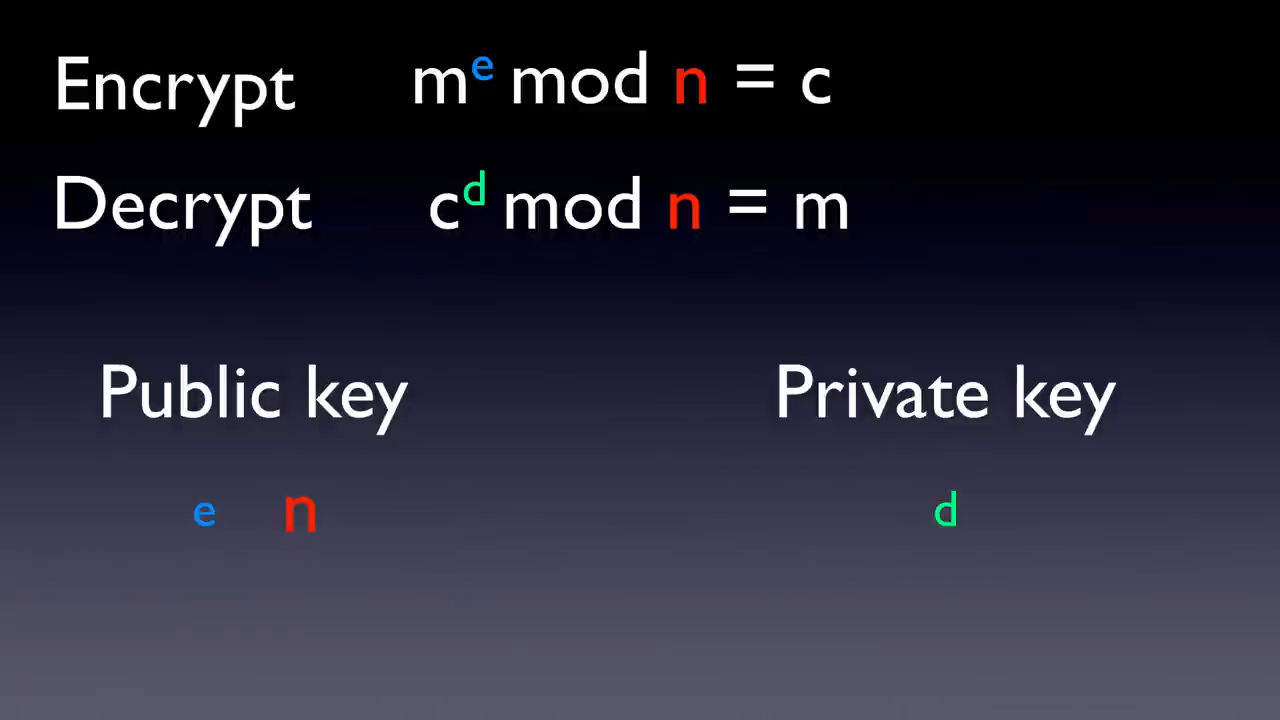 Encrypt m^e mod n = c
Decrypt c^d mod n = m
Public key Private key
e n d